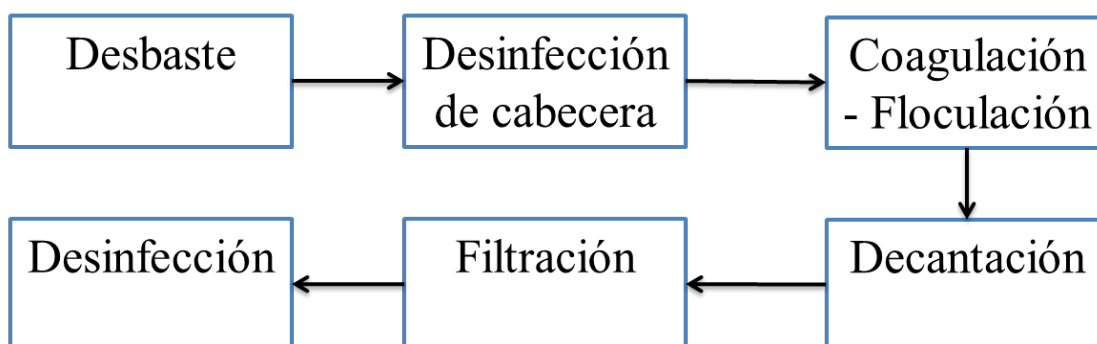 Desbaste
Desinfección
de cabecera
Coagulación
- Floculación
Decantación
Filtración
Desinfección